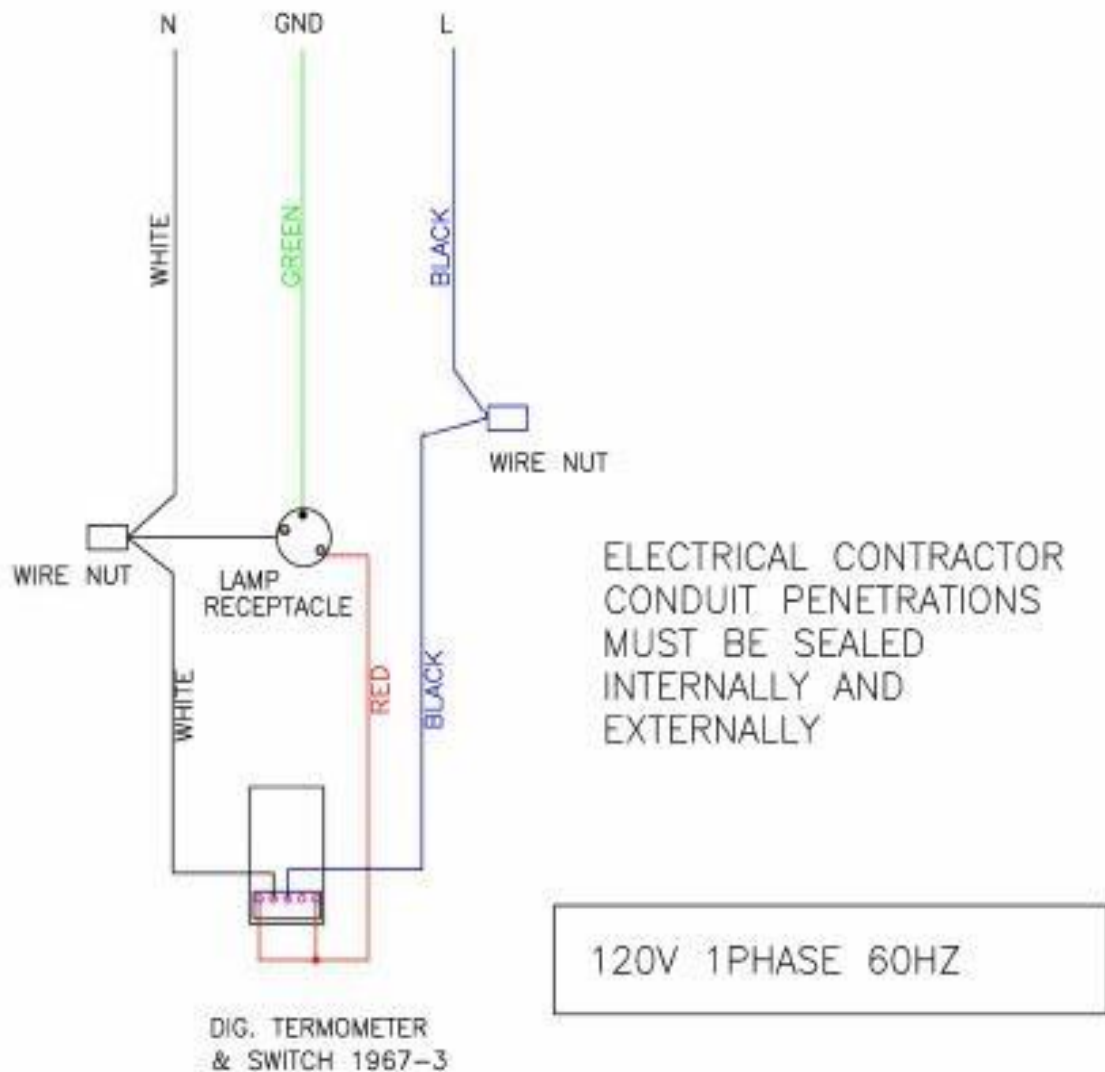 N
GND
L
WHITE
GREEN
BLACK
WIRE NUT
WIRE NUT
LAMP
RECEPTACLE
ELECTRICAL CONTRACTOR
CONDUIT PENETRATIONS
MUST BE SEALED
INTERNALLY AND
EXTERNALLY
WHITE
RED
BLACK
120V 1PHASE 60HZ
DIG. TERMOMETER
& SWITCH 1967-3